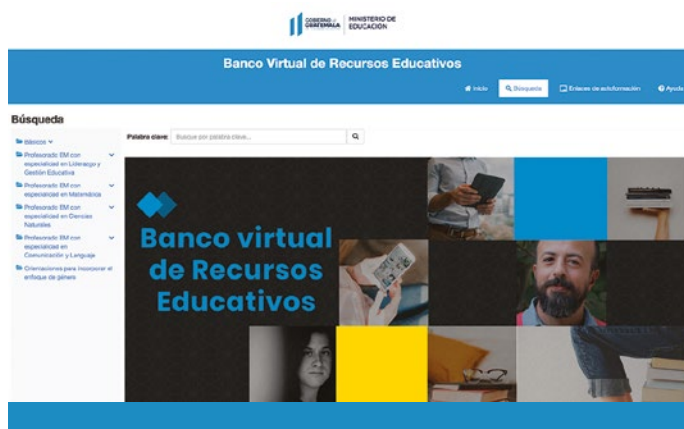 GOBIERNO de
GUATEMALA
MINISTERIO DE
EDUCACIÓN
Banco Virtual de Recursos Educativos
Inicio
Búsqueda
Enlaces de autoformación
Ayuda
Búsqueda
Básicos
Profesorado EM con
especialidad en Liderazgo y
Gestión Educativa
Profesorado EM con
especialidad en Matemática
Profesorado EM con
especialidad en Ciencias
Naturales
Profesorado EM con
especialidad en
Comunicación y Lenguaje
Orientaciones para incorporar el
enfoque de género
Palabra clave:
Busque por palabra clave...
Banco virtual
de Recursos
Educativos